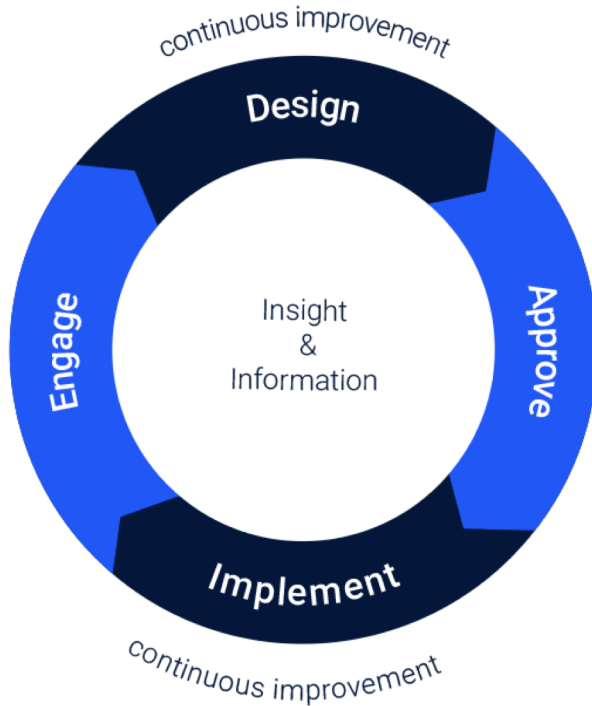 continuous improvement
Design
Approve
Implement
Engage
Insight
&
Information
continuous improvement